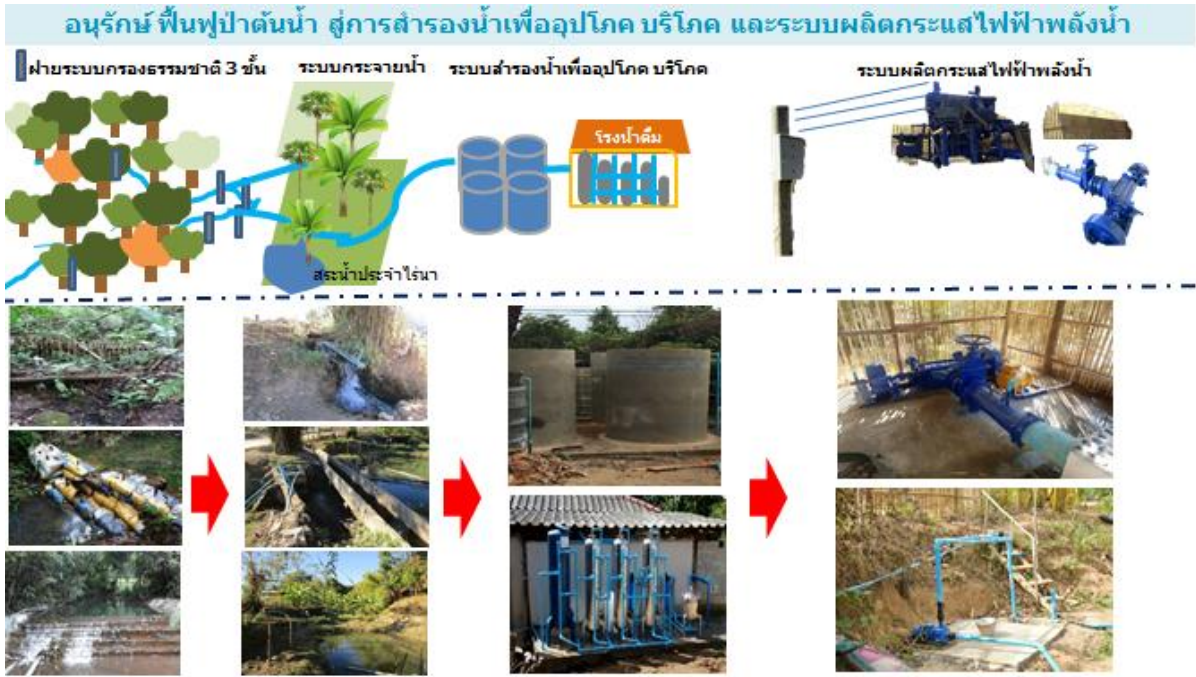 อนุรักษ์ ฟื้นฟูป่าต้นน้ำ สู่การสำรองน้ำเพื่ออุปโภค บริโภค และระบบผลิตกระแสไฟฟ้าพลังน้ำ
ฝายระบบกรองธรรมชาติ 3 ชั้น
ระบบกระจายน้ำ
ระบบสำรองน้ำเพื่ออุปโภค บริโภค
ระบบผลิตกระแสไฟฟ้าพลังน้ำ
โรงน้ำดื่ม
สระน้ำประจำไร่นา